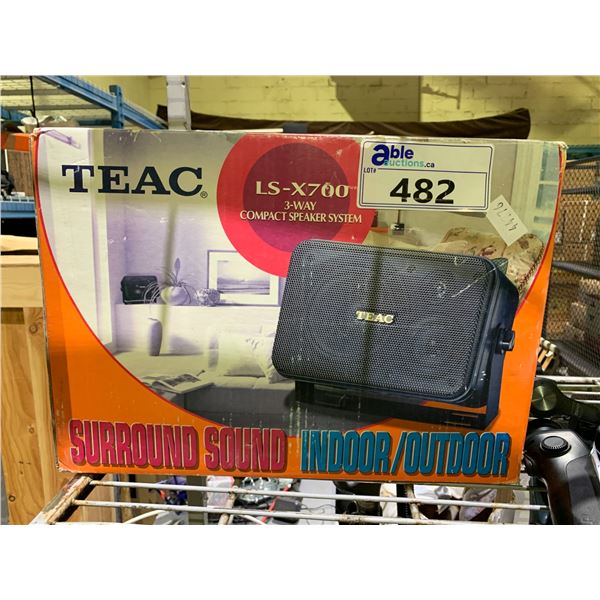 TEAC®
LS-X700
3-WAY
COMPACT SPEAKER SYSTEM
able
auctions.ca
LOT#
482
TEAC
SURROUND SOUND INDOOR/OUTDOOR